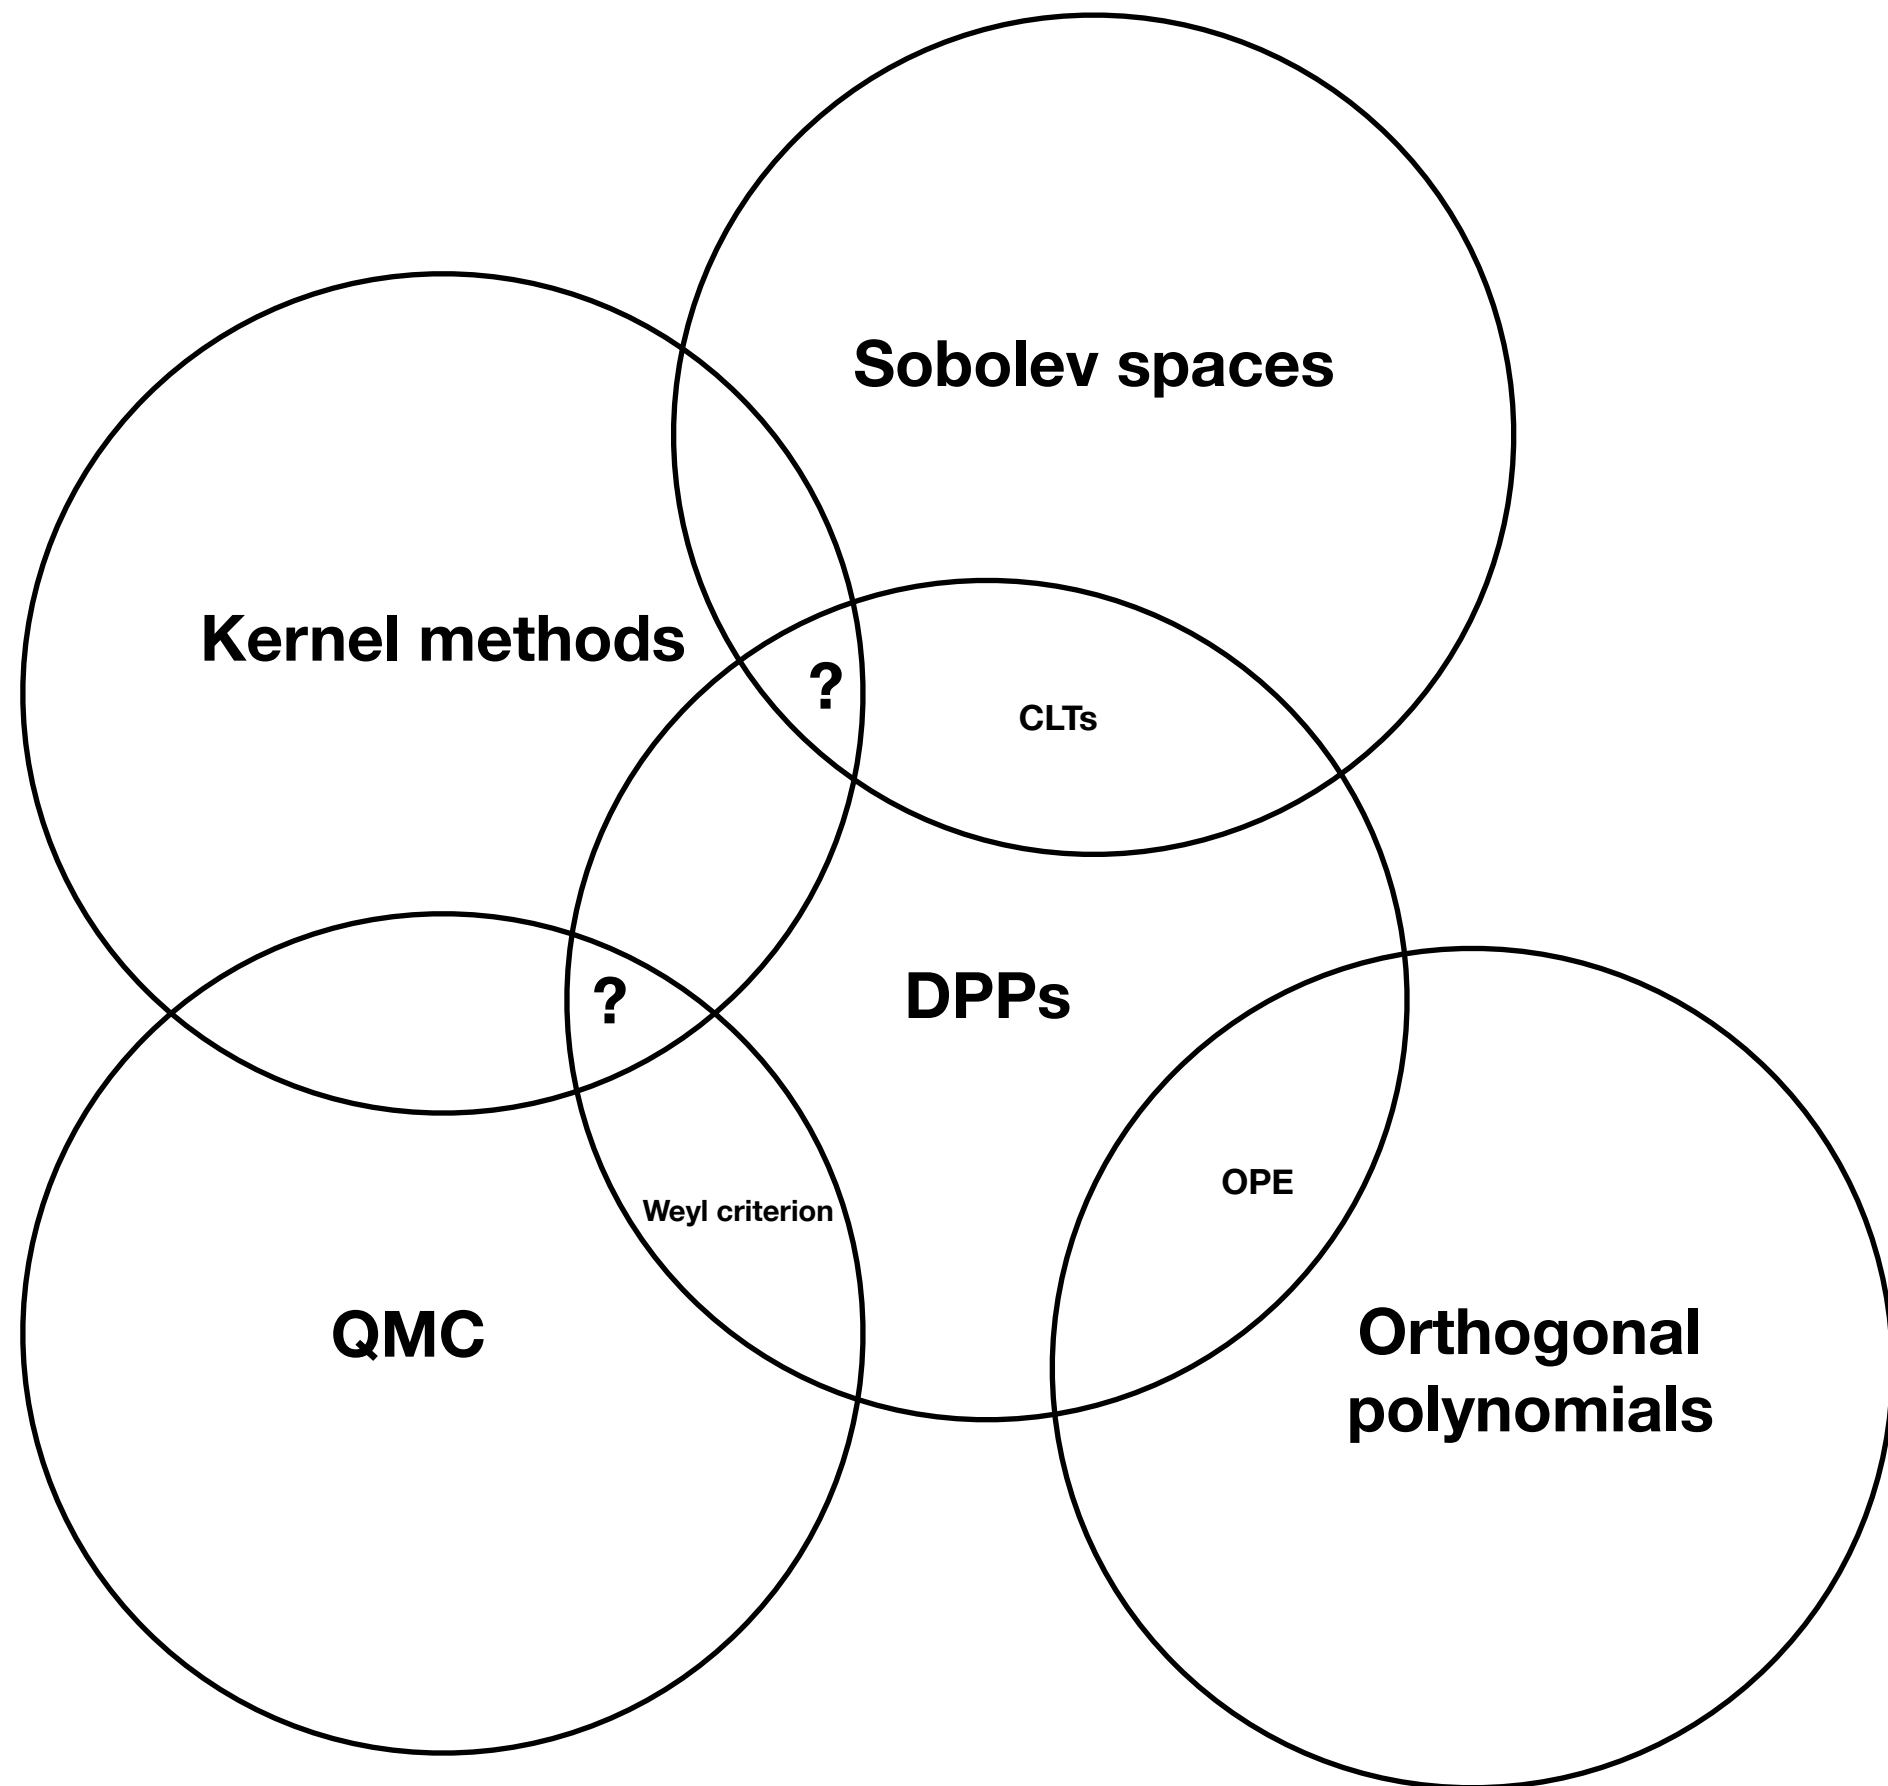 Sobolev spaces
Kernel methods
?
CLTs
?
DPPs
OPE
Weyl criterion
QMC
Orthogonal
polynomials